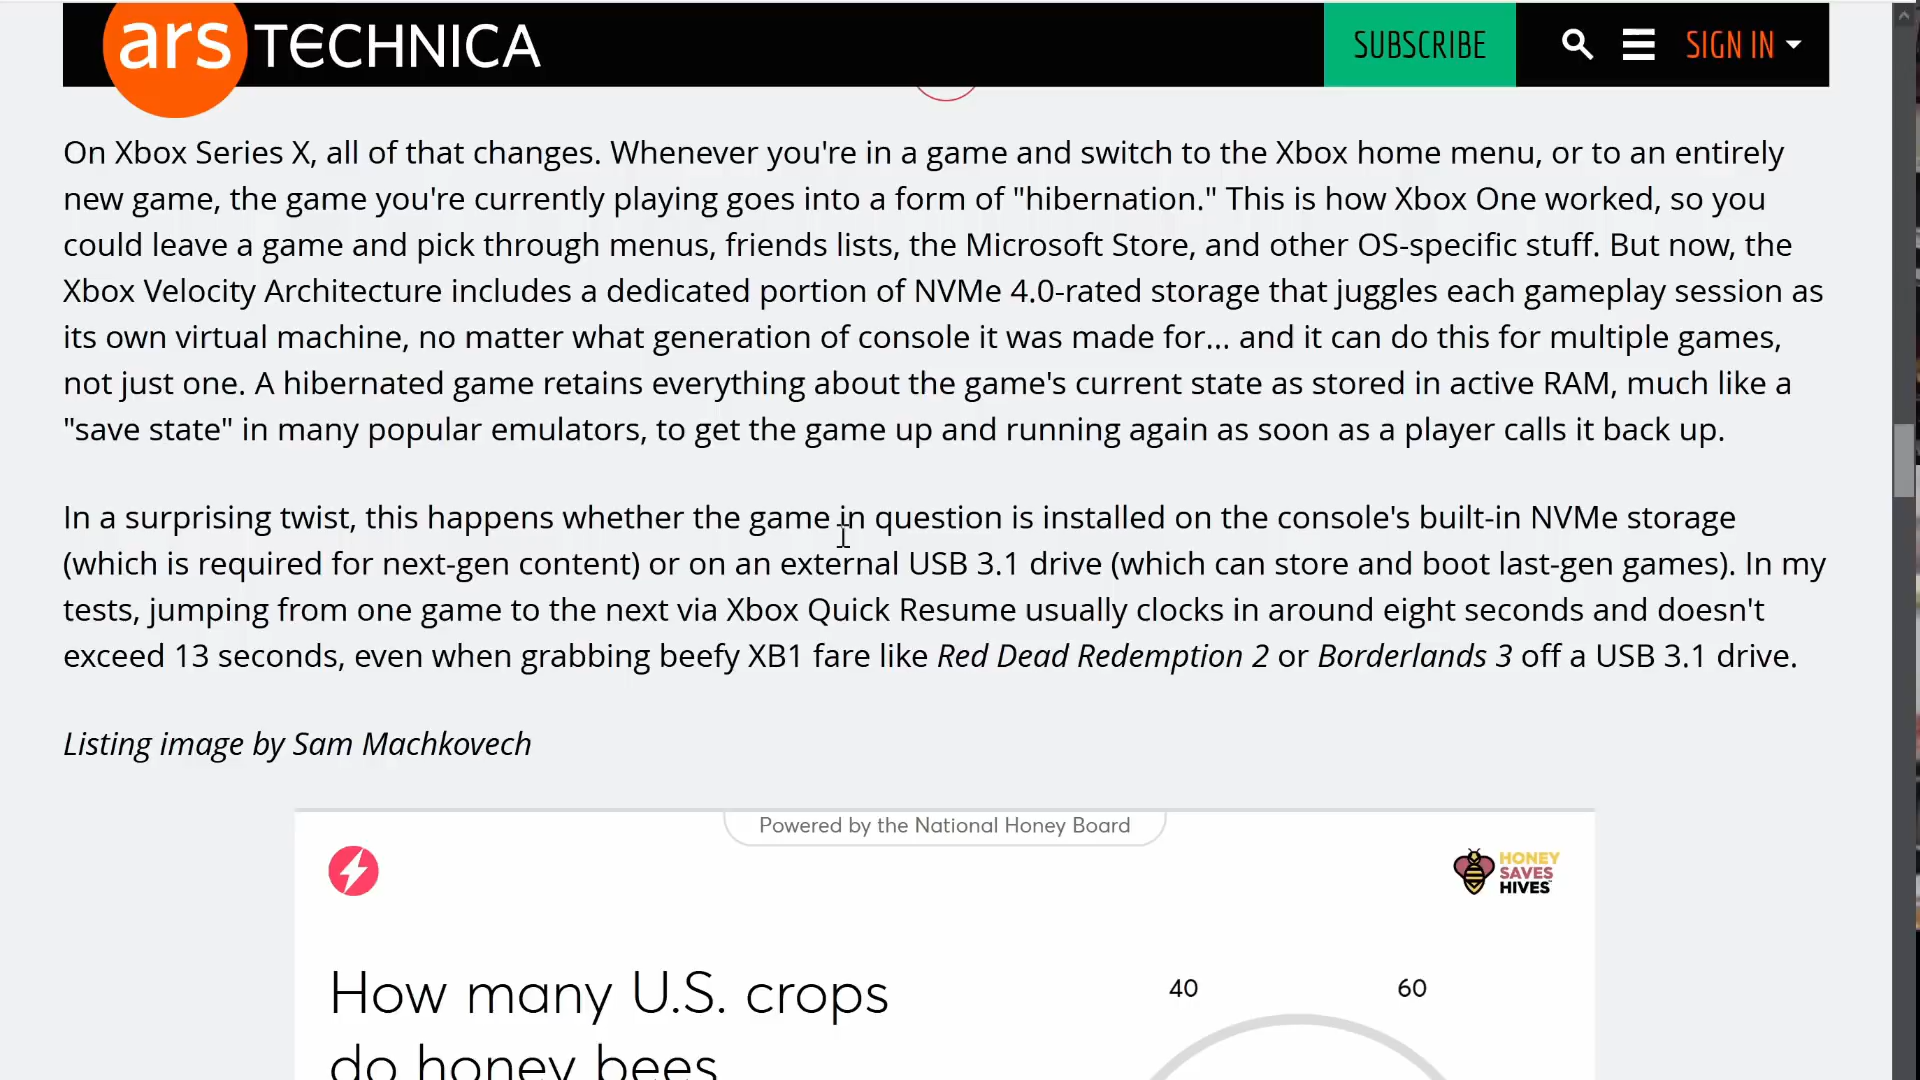 ars TECHNICA
SUBSCRIBE
SIGN IN
On Xbox Series X, all of that changes. Whenever you're in a game and switch to the Xbox home menu, or to an entirely
new game, the game you're currently playing goes into a form of "hibernation." This is how Xbox One worked, so you
could leave a game and pick through menus, friends lists, the Microsoft Store, and other OS-specific stuff. But now, the
Xbox Velocity Architecture includes a dedicated portion of NVMe 4.0-rated storage that juggles each gameplay session as
its own virtual machine, no matter what generation of console it was made for... and it can do this for multiple games,
not just one. A hibernated game retains everything about the game's current state as stored in active RAM, much like a
"save state" in many popular emulators, to get the game up and running again as soon as a player calls it back up.
In a surprising twist, this happens whether the game in question is installed on the console's built-in NVMe storage
(which is required for next-gen content) or on an external USB 3.1 drive (which can store and boot last-gen games). In my
tests, jumping from one game to the next via Xbox Quick Resume usually clocks in around eight seconds and doesn't
exceed 13 seconds, even when grabbing beefy XB1 fare like Red Dead Redemption 2 or Borderlands 3 off a USB 3.1 drive.
Listing image by Sam Machkovech
Powered by the National Honey Board
HONEY
SAVES
HIVES™
How many U.S. crops
do honey bees
40
60